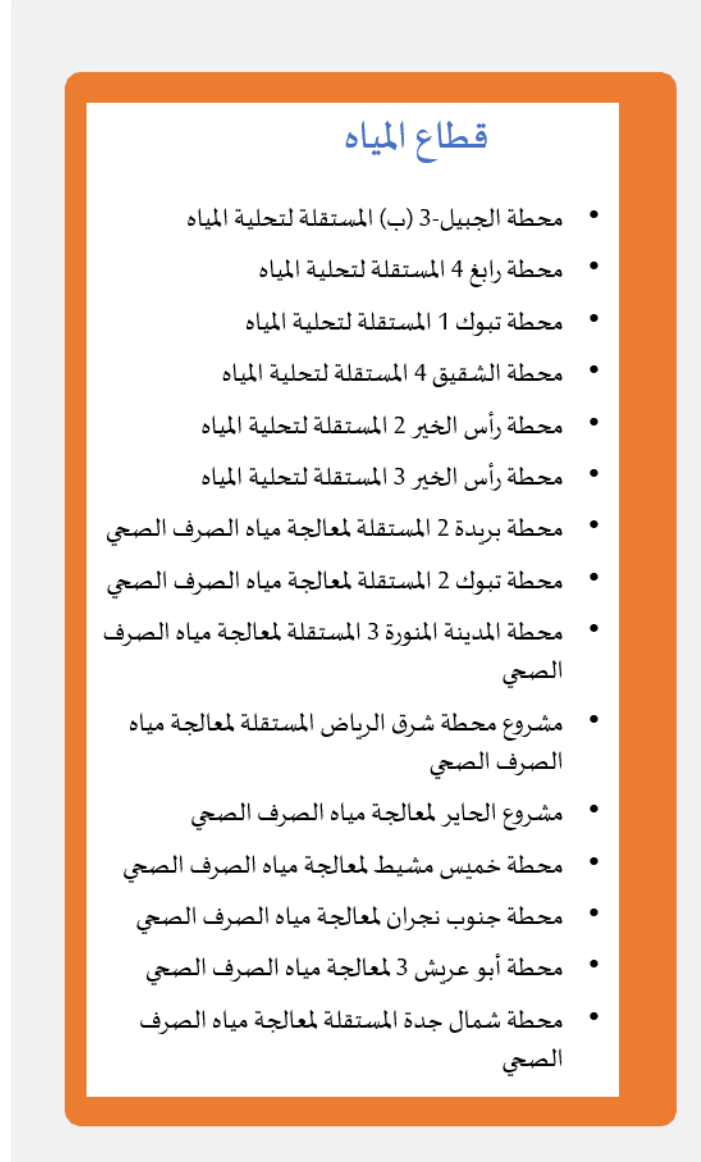 قطاع المياه
• محطة الجبيل-3 (ب) المستقلة لتحلية المياه
• محطة رابغ 4 المستقلة لتحلية المياه
• محطة تبوك 1 المستقلة لتحلية المياه
• محطة الشقيق 4 المستقلة لتحلية المياه
• محطة رأس الخير 2 المستقلة لتحلية المياه
• محطة رأس الخير 3 المستقلة لتحلية المياه
• محطة بريدة 2 المستقلة لمعالجة مياه الصرف الصحي
• محطة تبوك 2 المستقلة لمعالجة مياه الصرف الصحي
• محطة المدينة المنورة 3 المستقلة لمعالجة مياه الصرف
الصحي
• مشروع محطة شرق الرياض المستقلة لمعالجة مياه
الصرف الصحي
• مشروع الحاير لمعالجة مياه الصرف الصحي
• محطة خميس مشيط لمعالجة مياه الصرف الصحي
• محطة جنوب نجران لمعالجة مياه الصرف الصحي
• محطة أبو عريش 3 لمعالجة مياه الصرف الصحي
• محطة شمال جدة المستقلة لمعالجة مياه الصرف
الصحي